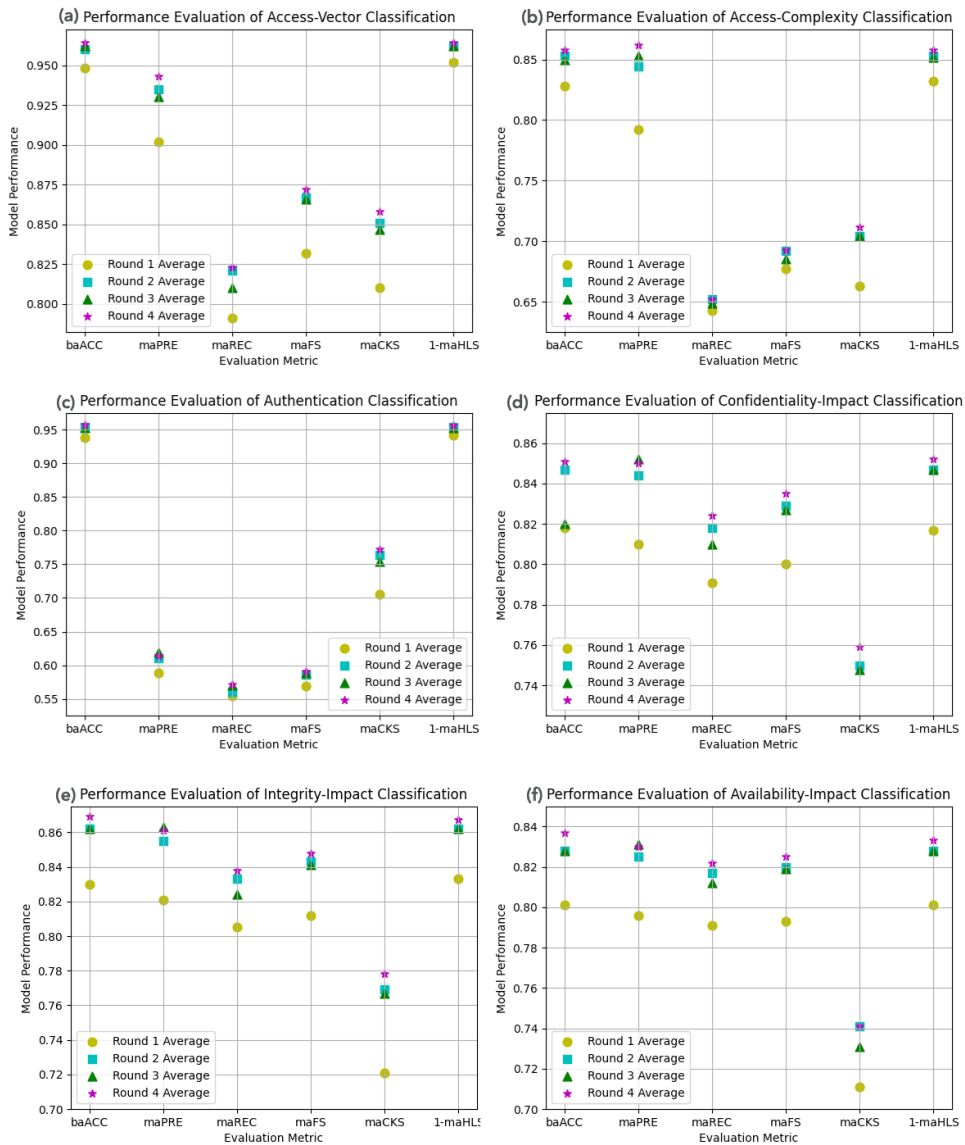 (a) Performance Evaluation of Access-Vector Classification
Model Performance
0.950
0.925
0.900
0.875
0.850
0.825
0.800
Round 1 Average
Round 2 Average
Round 3 Average
Round 4 Average
baACC maPRE maREC maFS maCKS 1-maHLS
Evaluation Metric
(b) Performance Evaluation of Access-Complexity Classification
Model Performance
0.85
0.80
0.75
0.70
0.65
Round 1 Average
Round 2 Average
Round 3 Average
Round 4 Average
baACC maPRE maREC maFS maCKS 1-maHLS
Evaluation Metric
(c) Performance Evaluation of Authentication Classification
Model Performance
0.95
0.90
0.85
0.80
0.75
0.70
0.65
0.60
0.55
Round 1 Average
Round 2 Average
Round 3 Average
Round 4 Average
baACC maPRE maREC maFS maCKS 1-maHLS
Evaluation Metric
(d) Performance Evaluation of Confidentiality-Impact Classification
Model Performance
0.86
0.84
0.82
0.80
0.78
0.76
0.74
Round 1 Average
Round 2 Average
Round 3 Average
Round 4 Average
baACC maPRE maREC maFS maCKS 1-maHLS
Evaluation Metric
(e) Performance Evaluation of Integrity-Impact Classification
Model Performance
0.86
0.84
0.82
0.80
0.78
0.76
0.74
0.72
0.70
Round 1 Average
Round 2 Average
Round 3 Average
Round 4 Average
baACC maPRE maREC maFS maCKS 1-maHLS
Evaluation Metric
(f) Performance Evaluation of Availability-Impact Classification
Model Performance
0.84
0.82
0.80
0.78
0.76
0.74
0.72
0.70
Round 1 Average
Round 2 Average
Round 3 Average
Round 4 Average
baACC maPRE maREC maFS maCKS 1-maHLS
Evaluation Metric